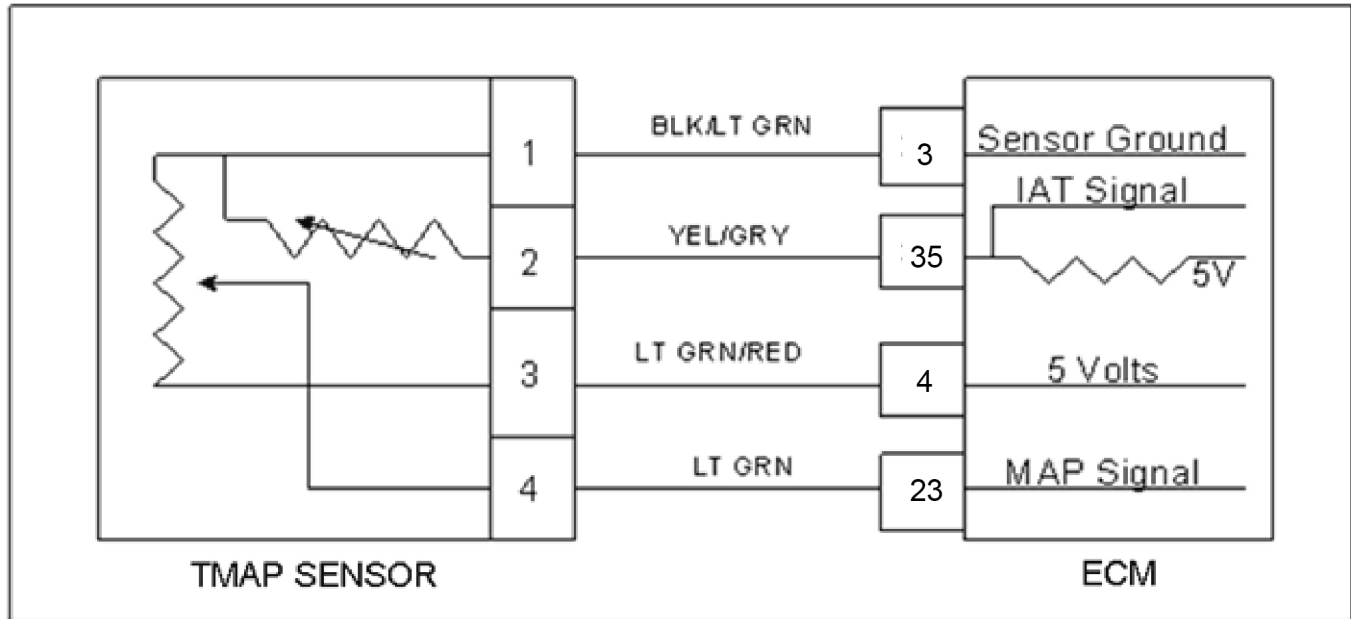 1
BLK/LT GRN
3
Sensor Ground
IAT Signal
2
YEL/GRY
35
5V
3
LT GRN/RED
4
5 Volts
4
LT GRN
23
MAP Signal
TMAP SENSOR
ECM